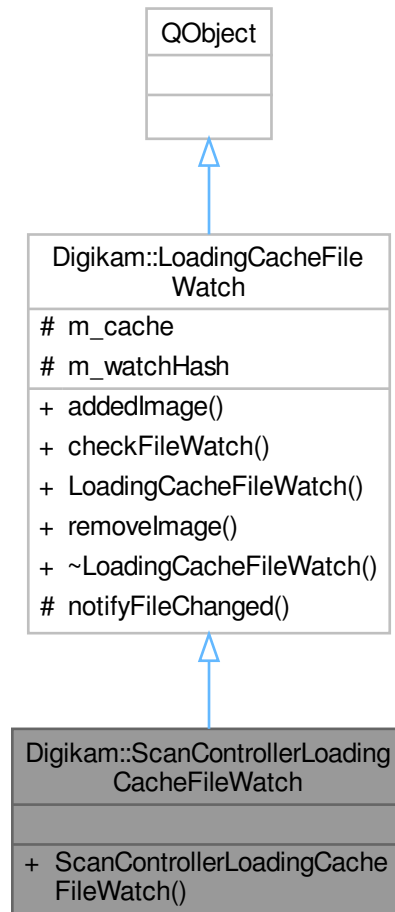 QObject
Digikam::LoadingCacheFile
Watch
# m_cache
# m_watchHash
+ addedImage()
+ checkFileWatch()
+ LoadingCacheFileWatch()
+ removeImage()
+ ~LoadingCacheFileWatch()
# notifyFileChanged()
Digikam::ScanControllerLoading
CacheFileWatch
+ ScanControllerLoadingCache
FileWatch()